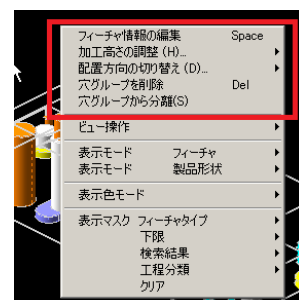 フィーチャ情報の編集 Space
加工高さの調整(H)...
配置方向の切り替え(D)...
穴グループを削除 Del
穴グループから分離(S)
ビュー操作
表示モード フィーチャ
表示モード 製品形状
表示色モード
表示マスク フィーチャタイプ
下限
検索結果
工程分類
クリア